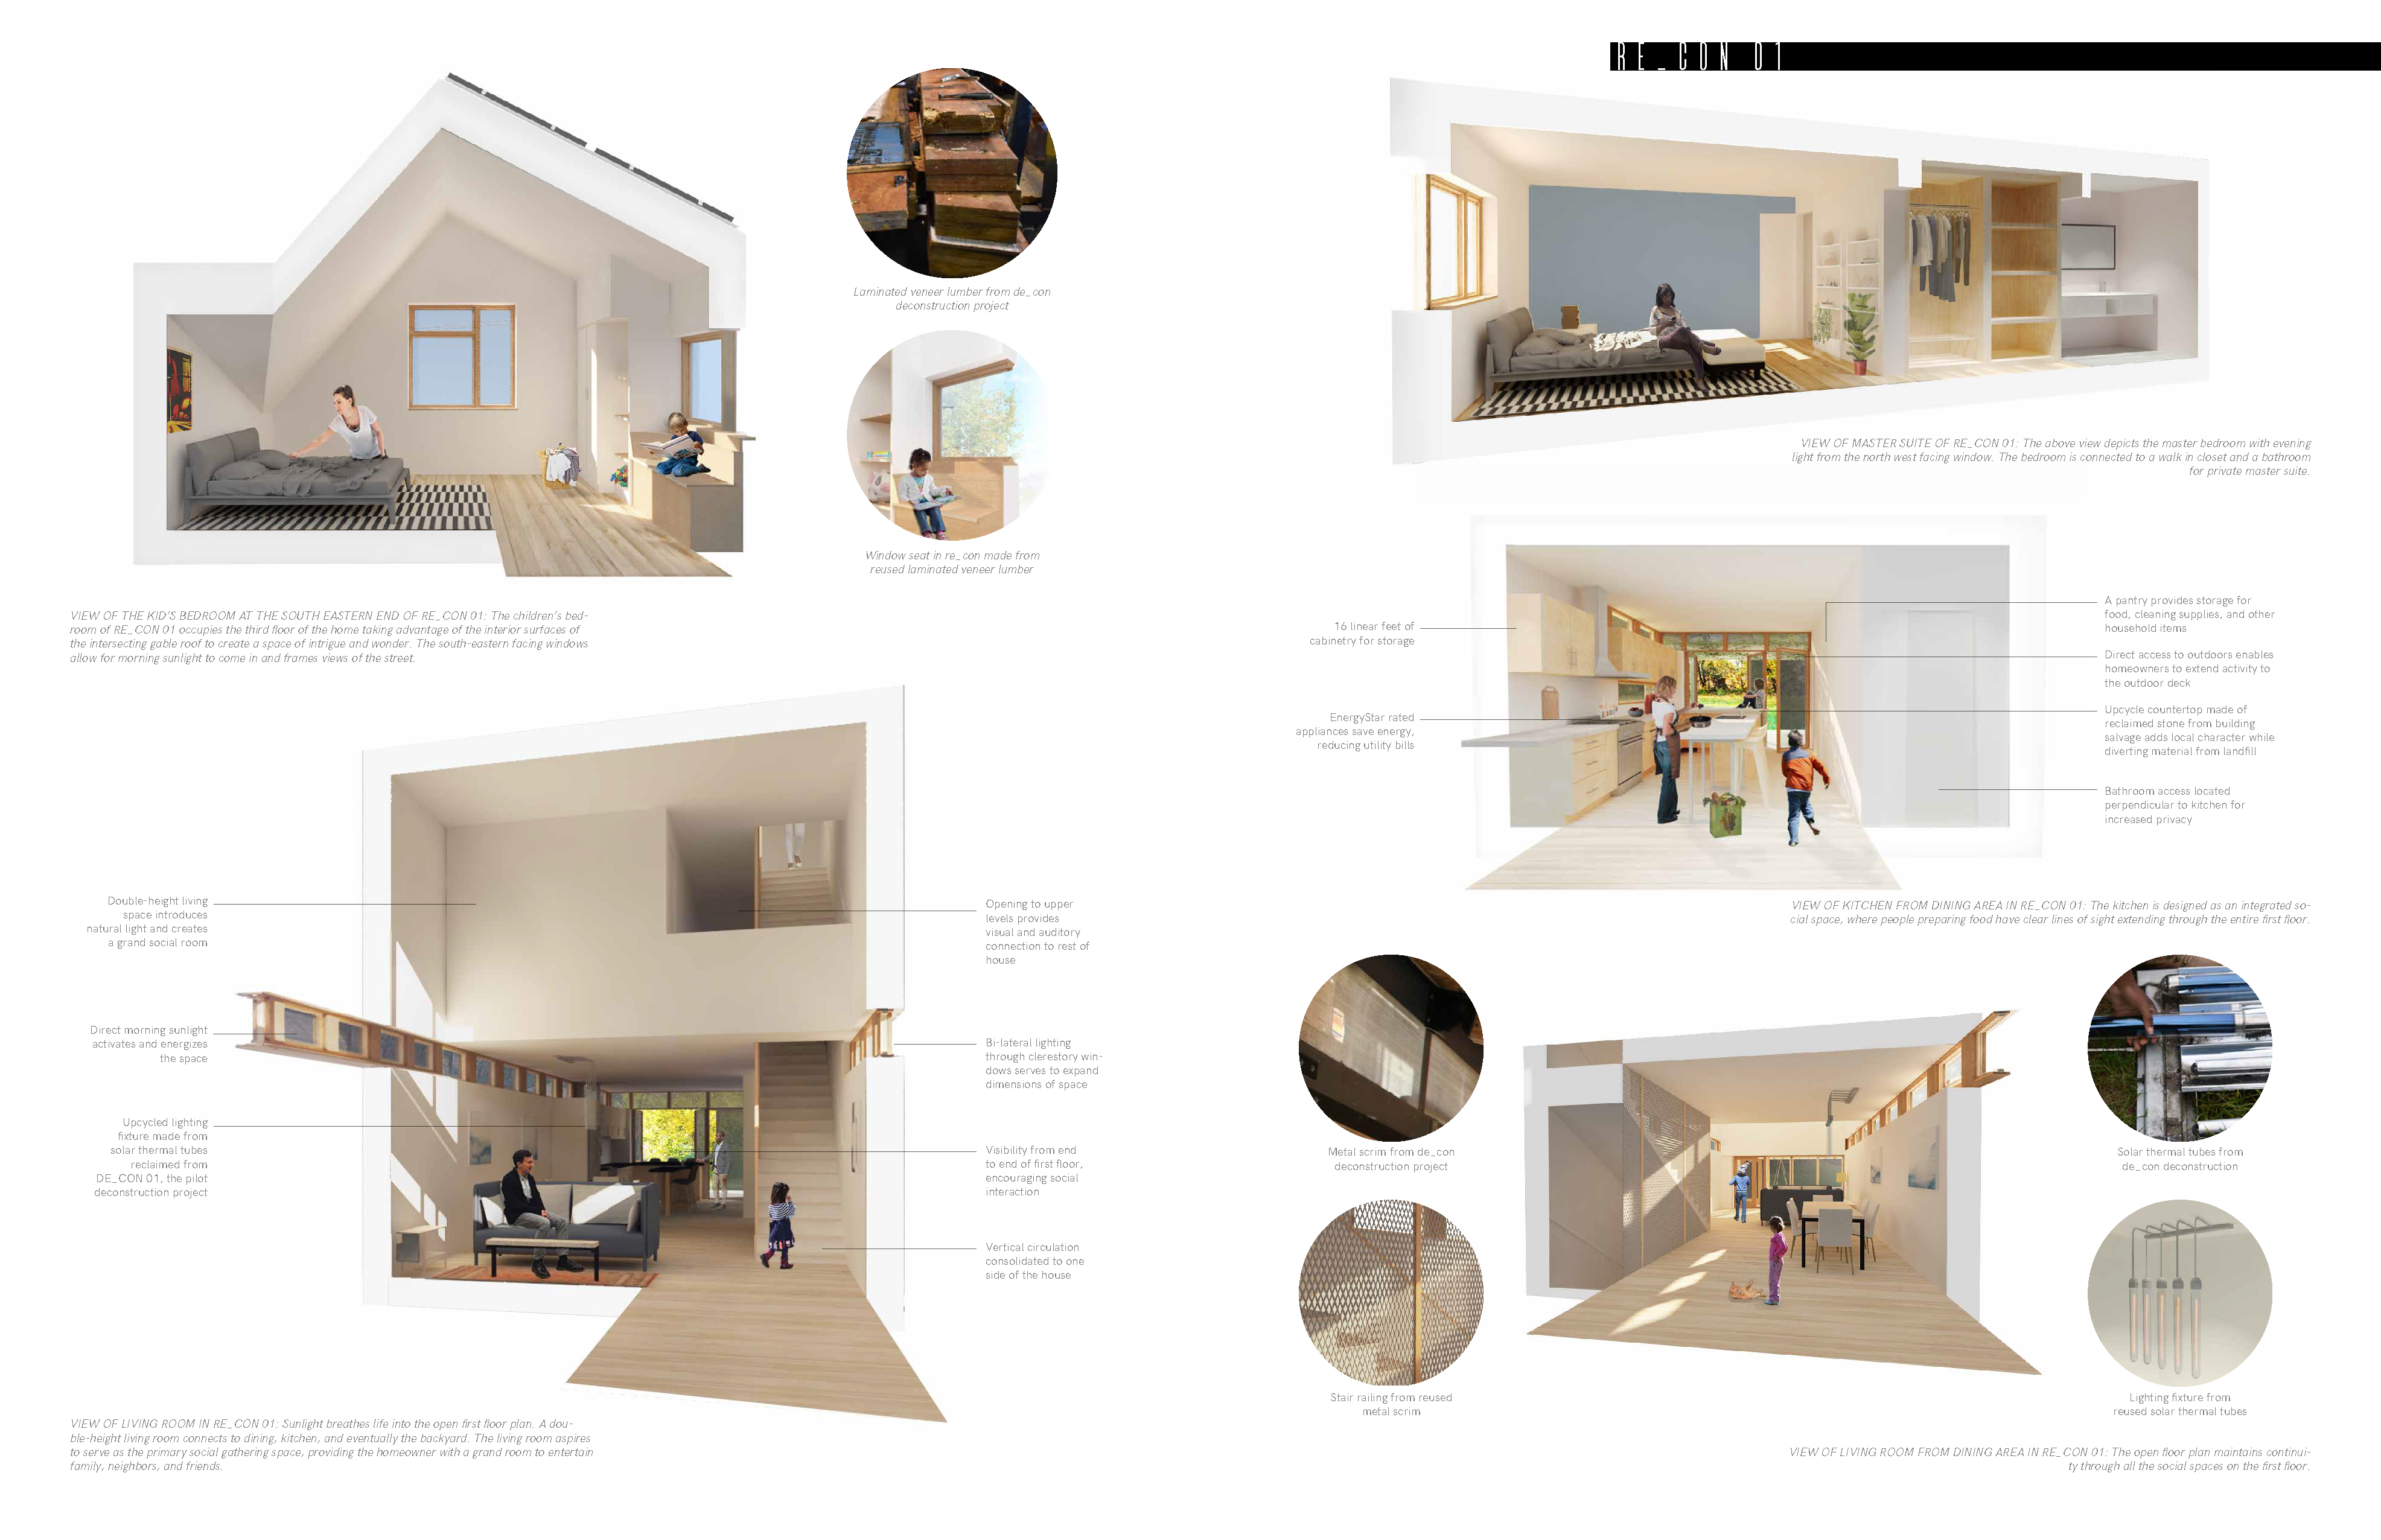 RE_CON 01
Laminated veneer lumber from de_con
deconstruction project
Window seat in re_con made from
reused laminated veneer lumber
VIEW OF THE KID'S BEDROOM AT THE SOUTH EASTERN END OF RE_CON 01: The children's bed-
room of RE_CON 01 occupies the third floor of the home taking advantage of the interior surfaces of
the intersecting gable roof to create a space of intrigue and wonder. The south-eastern facing windows
allow for morning sunlight to come in and frames views of the street.
Double-height living
space introduces
natural light and creates
a grand social room
Direct morning sunlight
activates and energizes
the space
Upcycled lighting
fixture made from
solar thermal tubes
reclaimed from
DE_CON 01, the pilot
deconstruction project
Opening to upper
levels provides
visual and auditory
connection to rest of
house
Bi-lateral lighting
through clerestory win-
dows serves to expand
dimensions of space
Visibility from end
to end of first floor,
encouraging social
interaction
Vertical circulation
consolidated to one
side of the house
VIEW OF LIVING ROOM IN RE_CON 01: Sunlight breathes life into the open first floor plan. A dou-
ble-height living room connects to dining, kitchen, and eventually the backyard. The living room aspires
to serve as the primary social gathering space, providing the homeowner with a grand room to entertain
family, neighbors, and friends.
VIEW OF MASTER SUITE OF RE_CON 01: The above view depicts the master bedroom with evening
light from the north west facing window. The bedroom is connected to a walk in closet and a bathroom
for private master suite.
16 linear feet of
cabinetry for storage
EnergyStar rated
appliances save energy,
reducing utility bills
A pantry provides storage for
food, cleaning supplies, and other
household items
Direct access to outdoors enables
homeowners to extend activity to
the outdoor deck
Upcycle countertop made of
reclaimed stone from building
salvage adds local character while
diverting material from landfill
Bathroom access located
perpendicular to kitchen for
increased privacy
VIEW OF KITCHEN FROM DINING AREA IN RE_CON 01: The kitchen is designed as an integrated so-
cial space, where people preparing food have clear lines of sight extending through the entire first floor.
Metal scrim from de_con
deconstruction project
Stair railing from reused
metal scrim
Solar thermal tubes from
de_con deconstruction
Lighting fixture from
reused solar thermal tubes
VIEW OF LIVING ROOM FROM DINING AREA IN RE_CON 01: The open floor plan maintains continui-
ty through all the social spaces on the first floor.